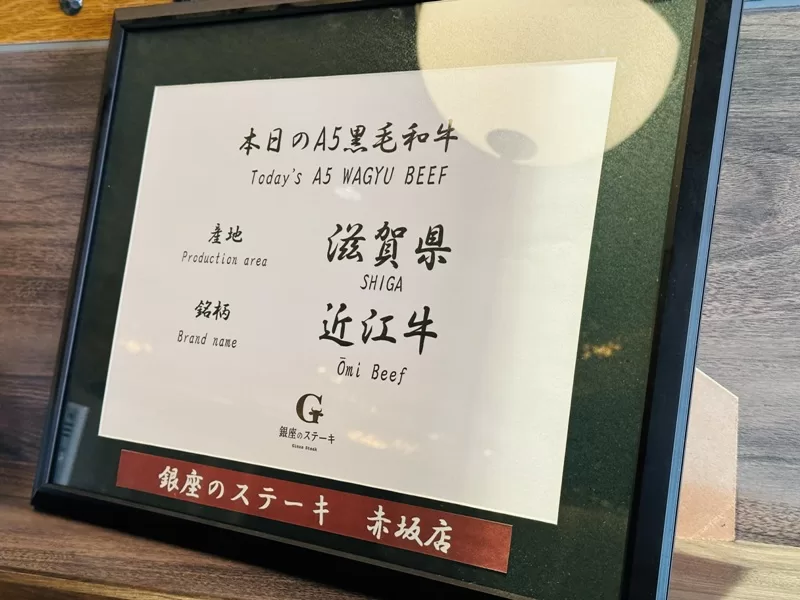 本日のA5黒毛和牛
Today's A5 WAGYU BEEF
産地
Production area
滋賀県
SHIGA
銘柄
Brand name
近江牛
Ōmi Beef
G
銀座のステーキ
Ginza Steak
銀座のステーキ 赤坂店